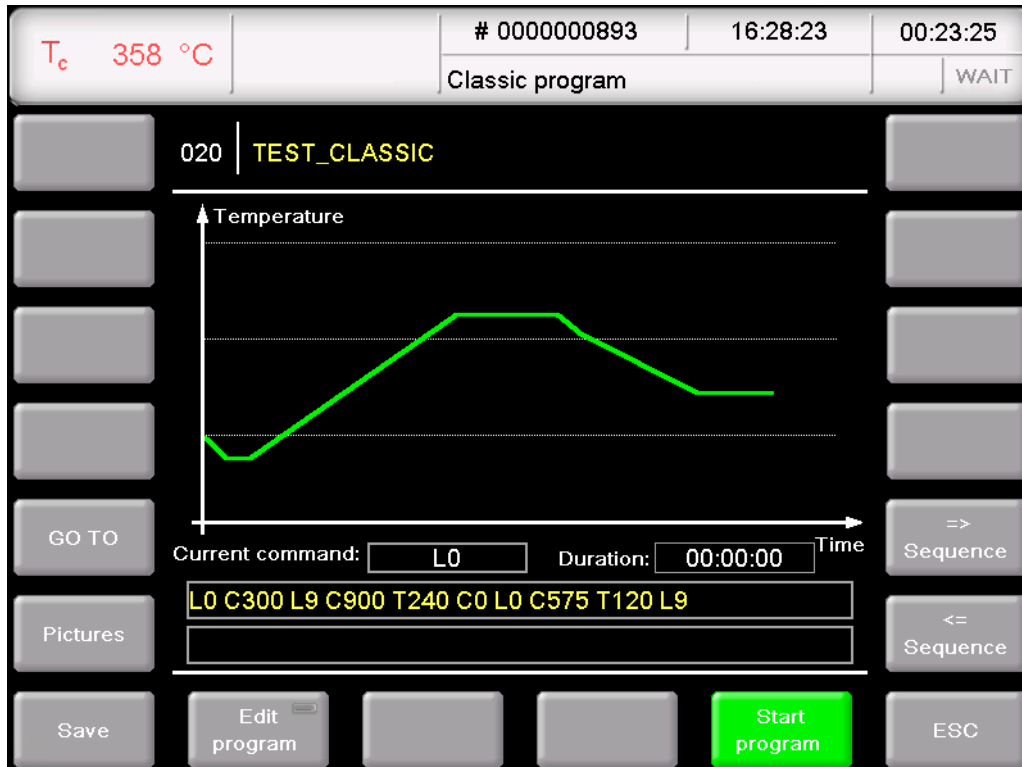 Tc 358 °C
# 0000000893 16:28:23 00:23:25
Classic program WAIT
020 TEST_CLASSIC
Temperature
Time
GO TO
Current command: L0 Duration: 00:00:00
=> Sequence
L0 C300 L9 C900 T240 C0 L0 C575 T120 L9
Pictures
<= Sequence
Save
Edit program
Start program
ESC